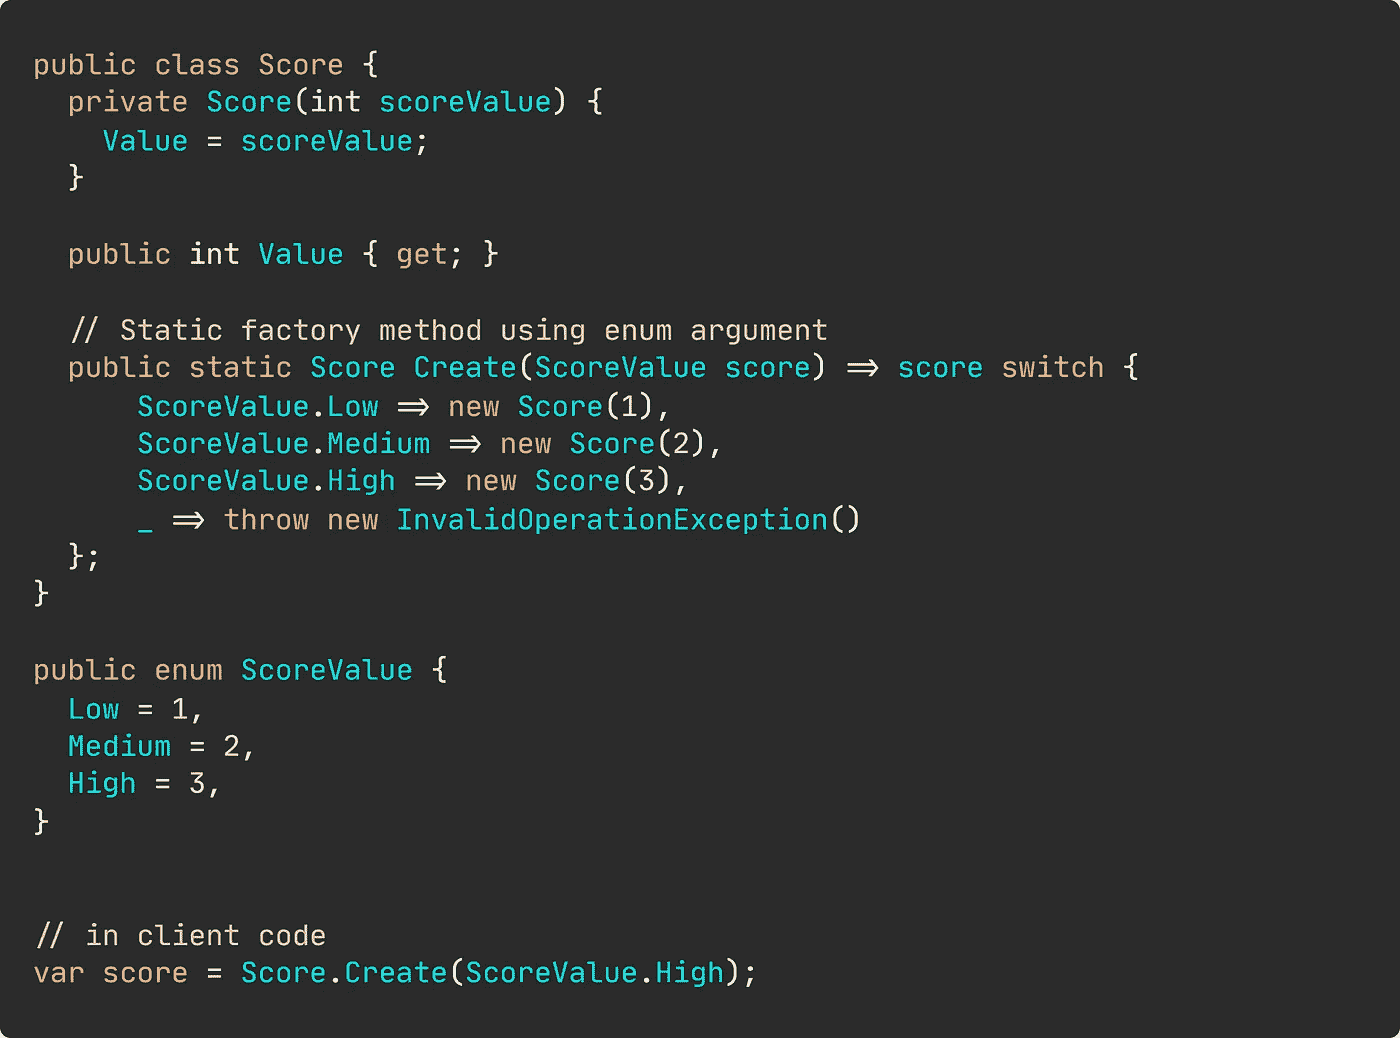 public class Score {
  private Score(int scoreValue) {
    Value = scoreValue;
  }

  public int Value { get; }

  // Static factory method using enum argument
  public static Score Create(ScoreValue score) => score switch {
      ScoreValue.Low => new Score(1),
      ScoreValue.Medium => new Score(2),
      ScoreValue.High => new Score(3),
      _ => throw new InvalidOperationException()
  };
}

public enum ScoreValue {
  Low = 1,
  Medium = 2,
  High = 3,
}


// in client code
var score = Score.Create(ScoreValue.High);